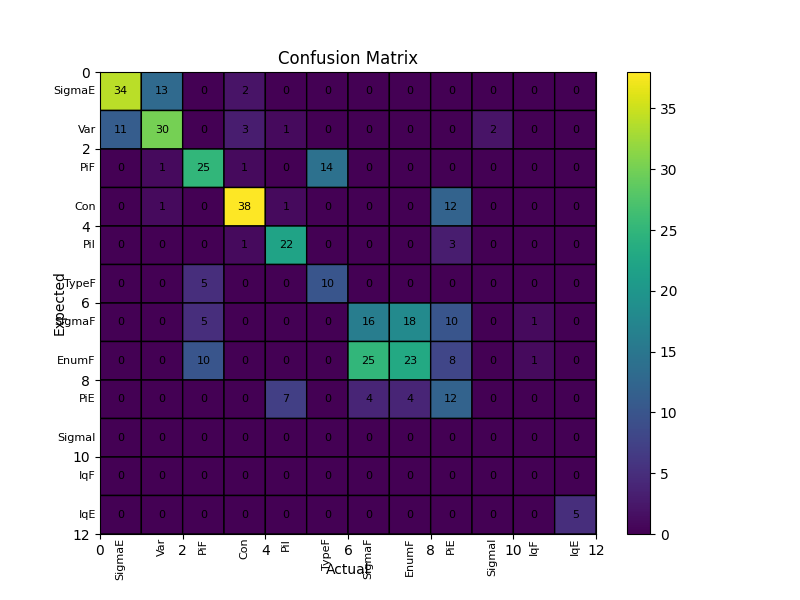 Confusion Matrix
0
SigmaE 34 13 0 2 0 0 0 0 0 0 0 0
Var 11 30 0 3 1 0 0 0 0 2 0 0
2
PiF 0 1 25 1 0 14 0 0 0 0 0 0
Con 0 1 0 38 1 0 0 0 12 0 0 0
4
PiI 0 0 0 1 22 0 0 0 3 0 0 0
TypeF 0 0 5 0 0 10 0 0 0 0 0 0
6
SigmaF 0 0 5 0 0 0 16 18 10 0 1 0
EnumF 0 0 10 0 0 0 25 23 8 0 1 0
8
PiE 0 0 0 0 7 0 4 4 12 0 0 0
SigmaI 0 0 0 0 0 0 0 0 0 0 0 0
10
IqF 0 0 0 0 0 0 0 0 0 0 0 0
IqE 0 0 0 0 0 0 0 0 0 0 0 5
12
Expected
0 2 4 6 8 10 12
SigmaE Var PiF Con PiI TypeF SigmaF EnumF PiE SigmaI IqF IqE
Actual
35
30
25
20
15
10
5
0